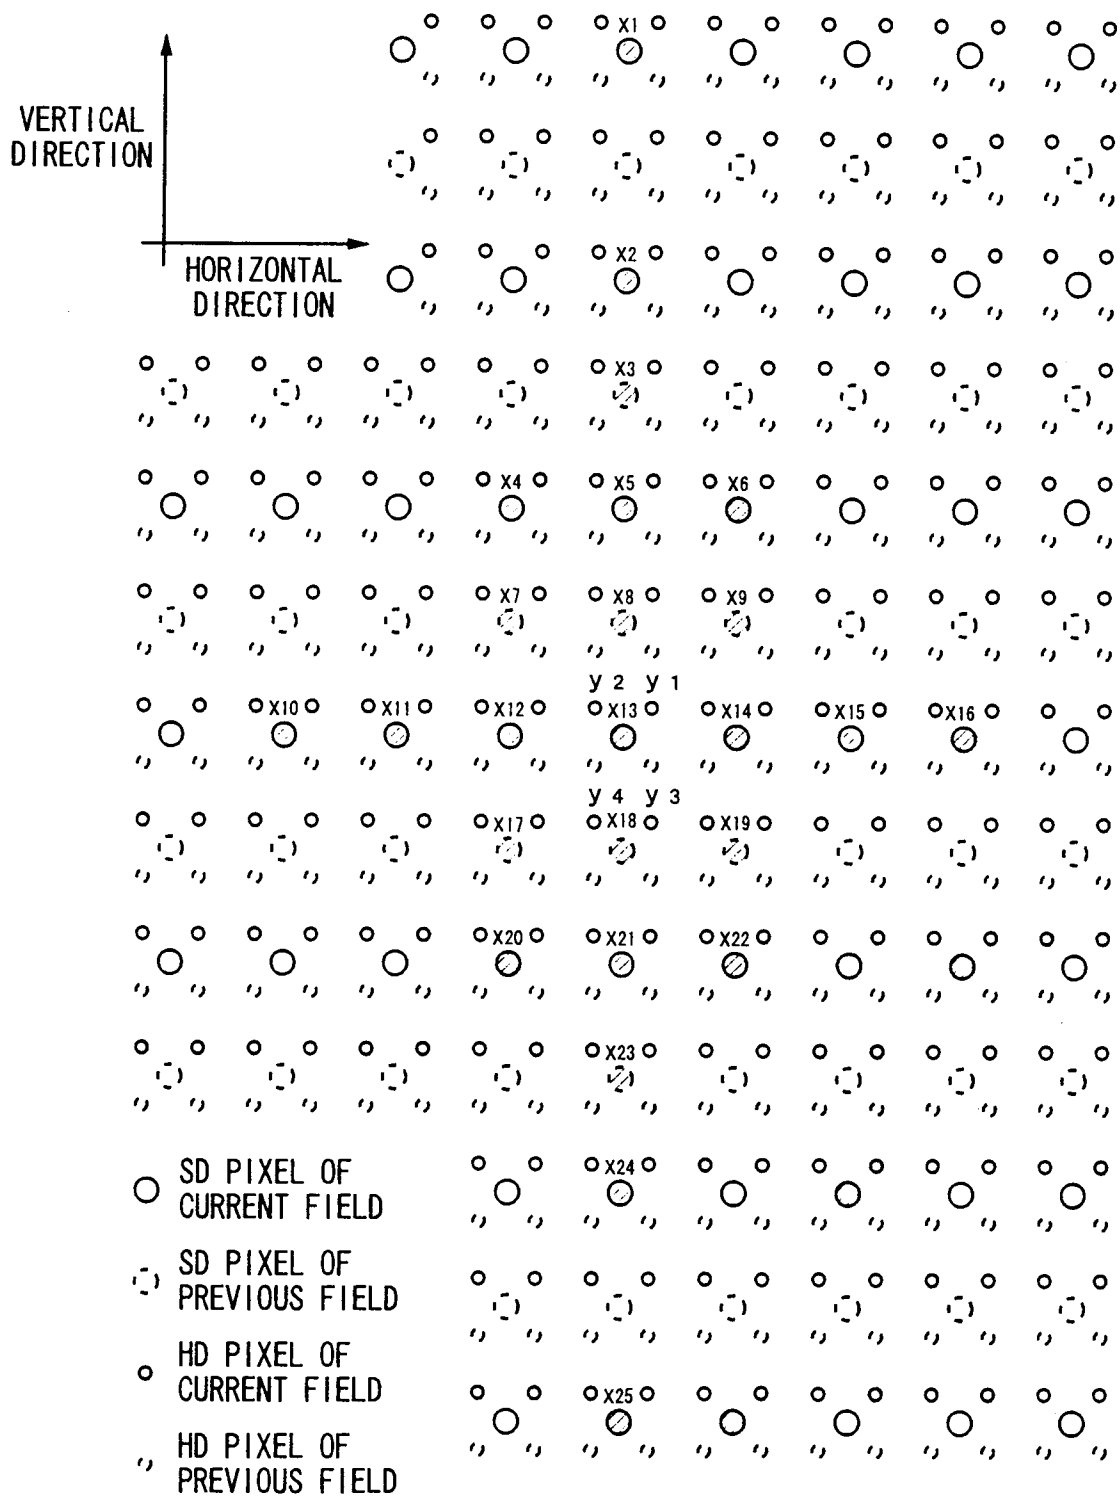 X1
VERTICAL
DIRECTION
X2
HORIZONTAL
DIRECTION
X3
X4 X5 X6
X7 X8 X9
y 2 y 1
X10 X11 X12 X13 X14 X15 X16
y 4 y 3
X17 X18 X19
X20 X21 X22
X23
X24
SD PIXEL OF
CURRENT FIELD
SD PIXEL OF
PREVIOUS FIELD
X25
HD PIXEL OF
CURRENT FIELD
HD PIXEL OF
PREVIOUS FIELD